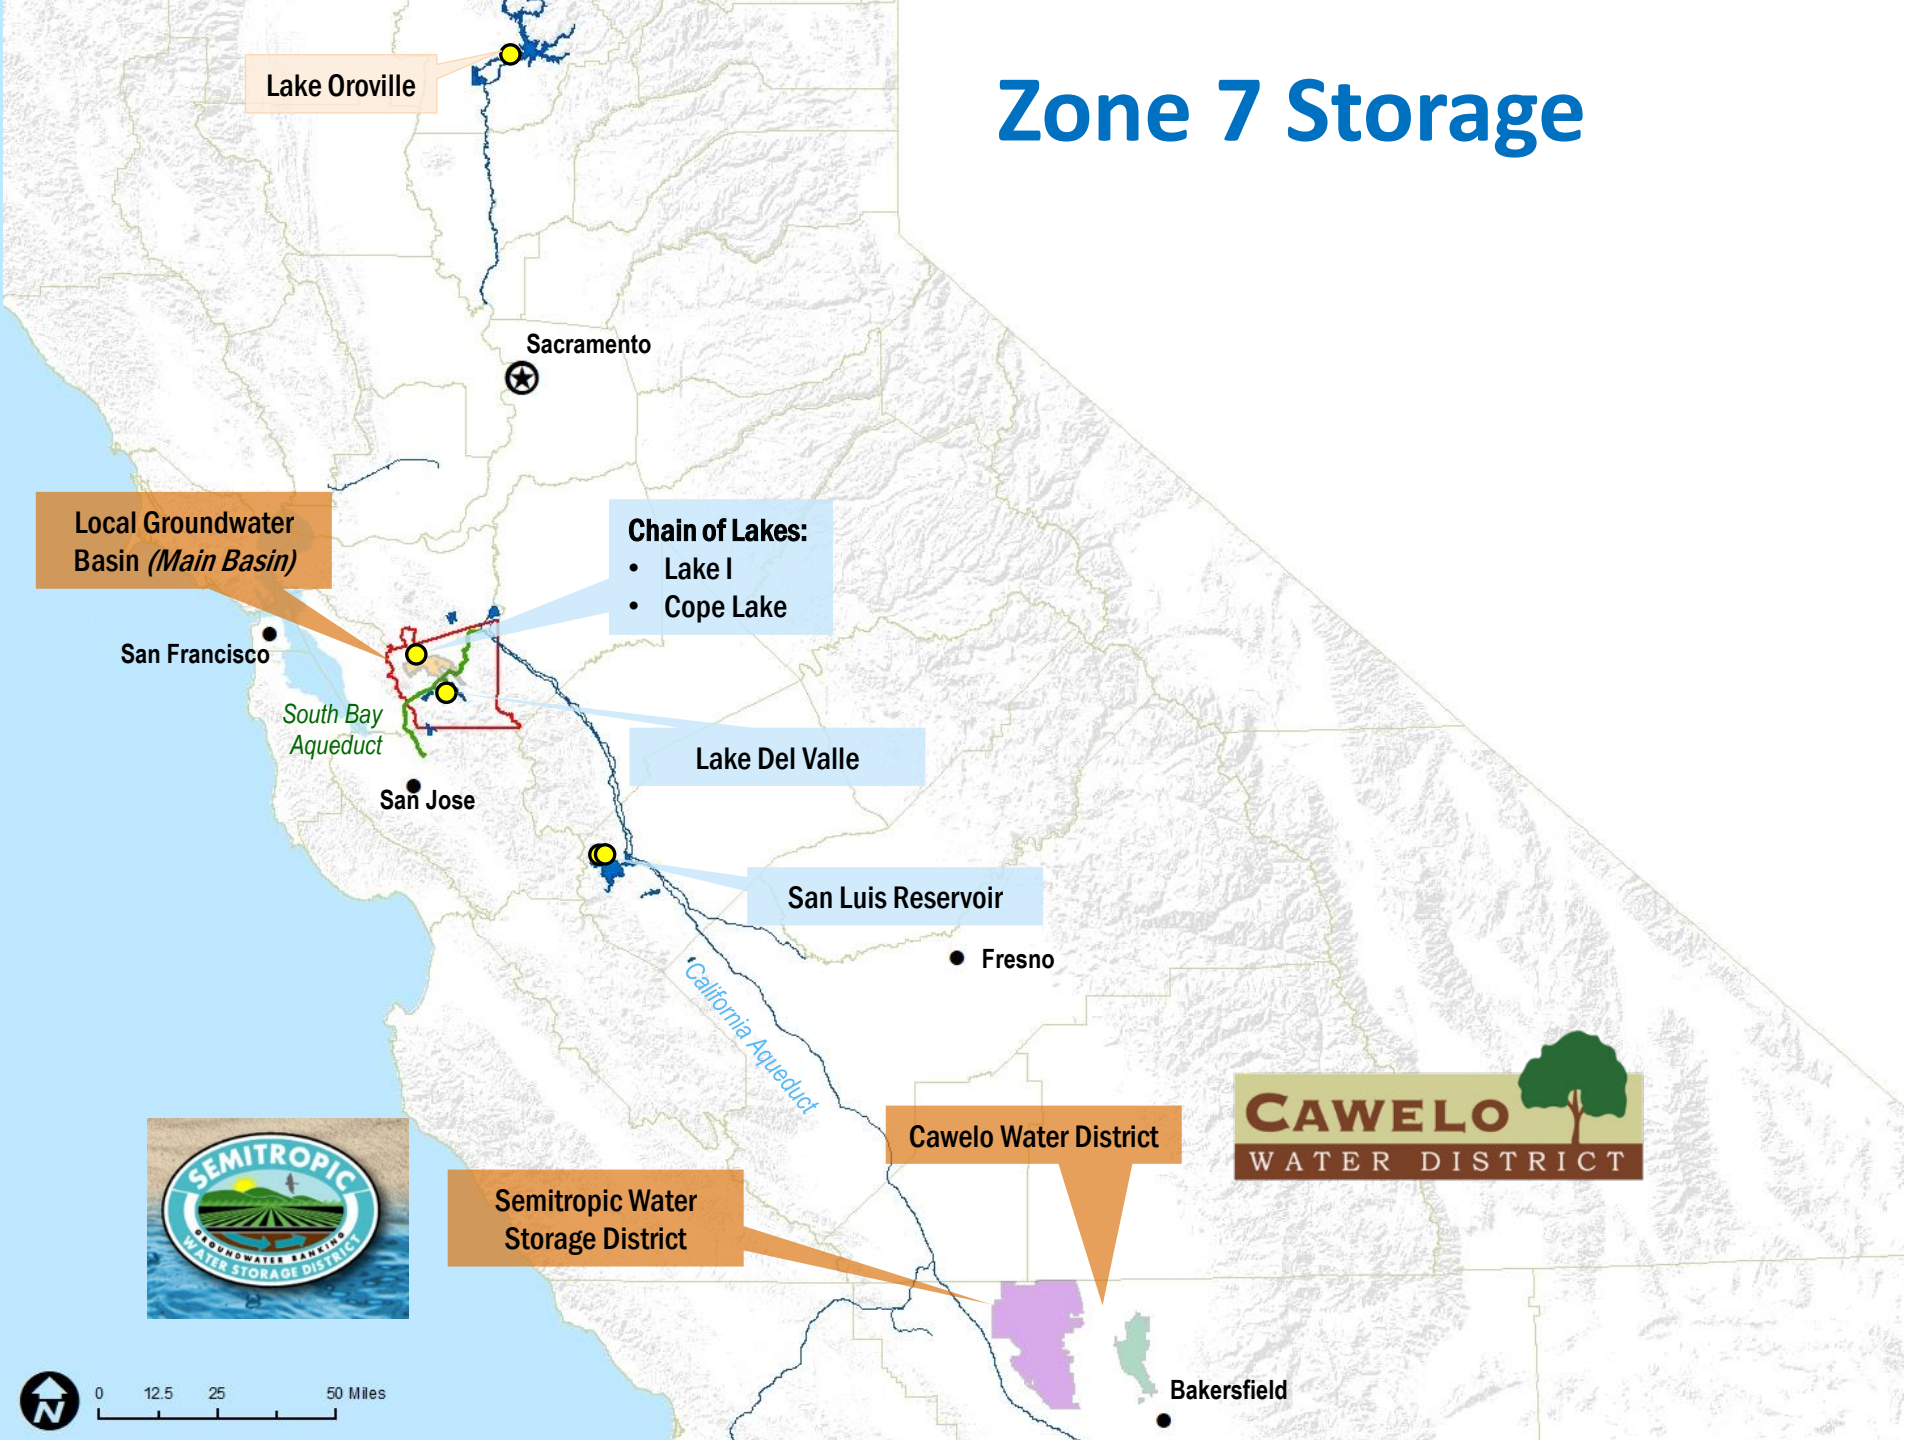 Zone 7 Storage
Lake Oroville
Sacramento
Local Groundwater
Basin (Main Basin)
Chain of Lakes:
• Lake I
• Cope Lake
San Francisco
South Bay
Aqueduct
Lake Del Valle
San Jose
San Luis Reservoir
Fresno
California Aqueduct
Cawelo Water District
CAWELO
WATER DISTRICT
Semitropic Water
Storage District
SEMITROPIC
GROUNDWATER BANKING
WATER STORAGE DISTRICT
Bakersfield
N
0 12.5 25 50 Miles